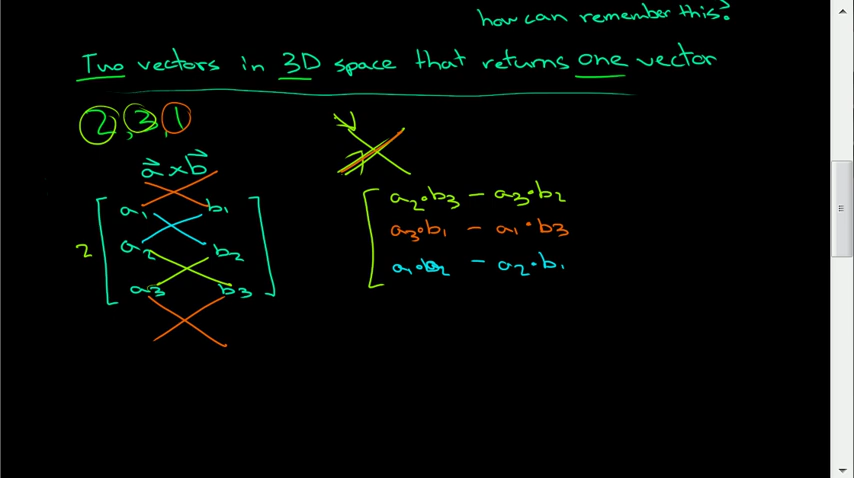 how can remember this?
Two vectors in 3D space that returns one vector
2, 3, 1
a⃗ x b⃗
a1 b1
2 a2 b2
a3 b3
a2·b3 - a3·b2
a3·b1 - a1·b3
a1·b2 - a2·b1